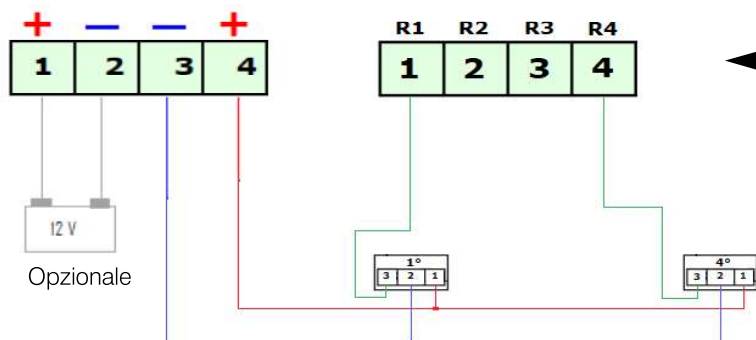 + − − +
1 2 3 4
R1 R2 R3 R4
1 2 3 4
12 V
Opzionale
1°
3 2 1
4°
3 2 1